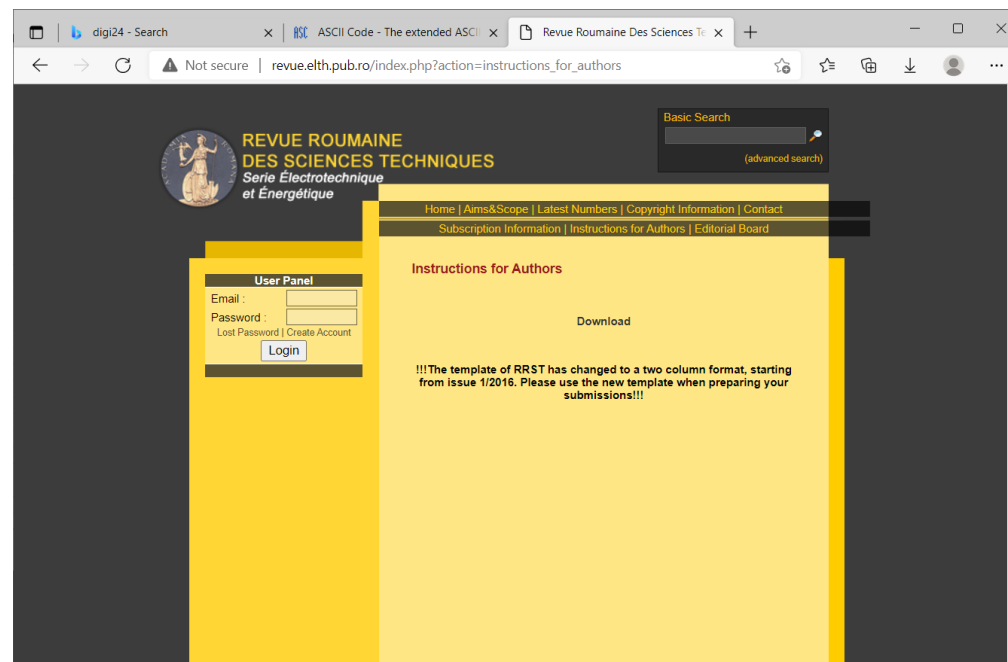 digi24 - Search
ASC ASCII Code - The extended ASCI
Revue Roumaine Des Sciences Te
Not secure | revue.elth.pub.ro/index.php?action=instructions_for_authors
Basic Search
(advanced search)
REVUE ROUMAINE
DES SCIENCES TECHNIQUES
Serie Électrotechnique
et Énergétique
Home | Aims&Scope | Latest Numbers | Copyright Information | Contact
Subscription Information | Instructions for Authors | Editorial Board
User Panel
Email :
Password :
Lost Password | Create Account
Login
Instructions for Authors
Download
!!!The template of RRST has changed to a two column format, starting
from issue 1/2016. Please use the new template when preparing your
submissions!!!